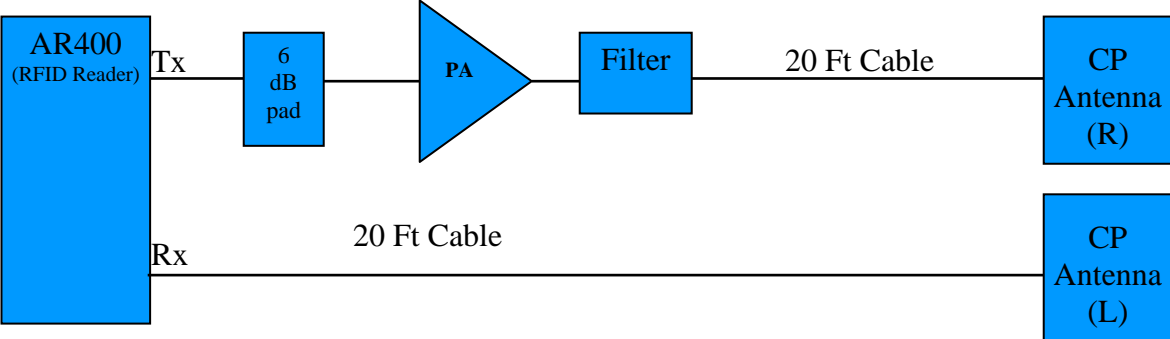 AR400
(RFID Reader)
Tx
6
dB
pad
PA
Filter
20 Ft Cable
CP
Antenna
(R)
Rx
20 Ft Cable
CP
Antenna
(L)